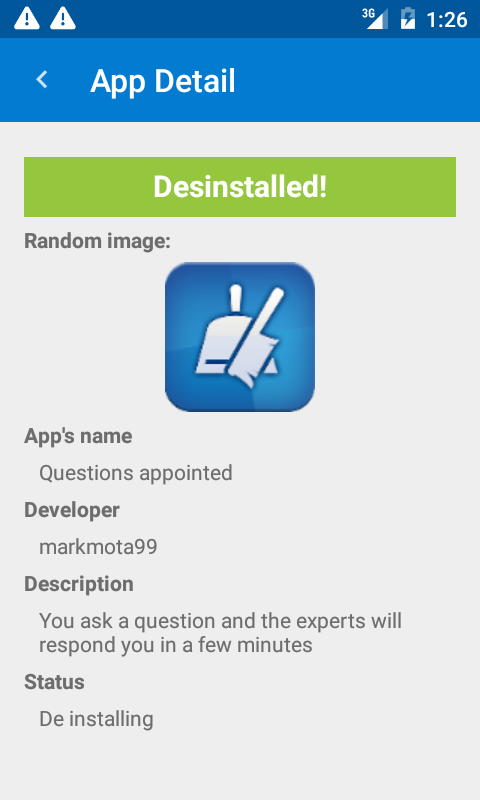 3G 1:26
App Detail
Desinstalled!
Random image:
App's name
Questions appointed
Developer
markmota99
Description
You ask a question and the experts will
respond you in a few minutes
Status
De installing